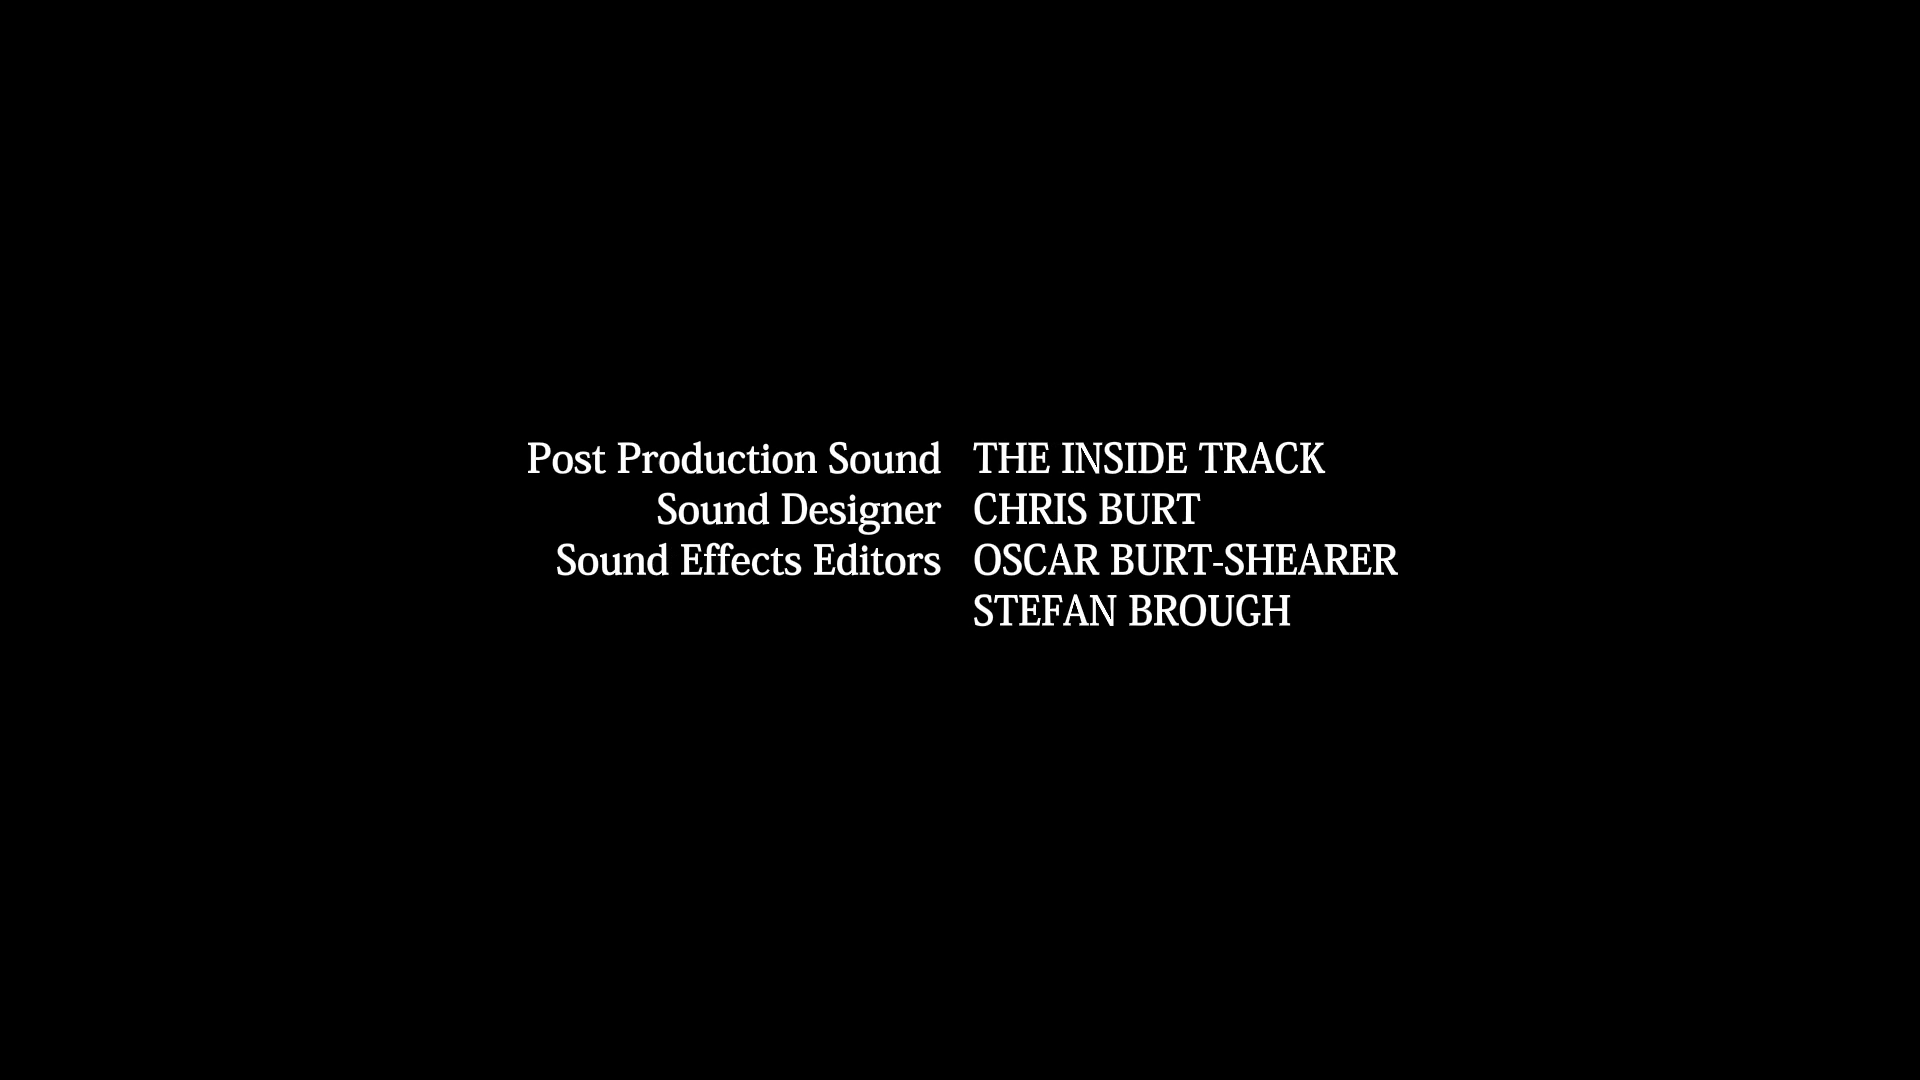 Post Production Sound THE INSIDE TRACK
Sound Designer CHRIS BURT
Sound Effects Editors OSCAR BURT-SHEARER
STEFAN BROUGH